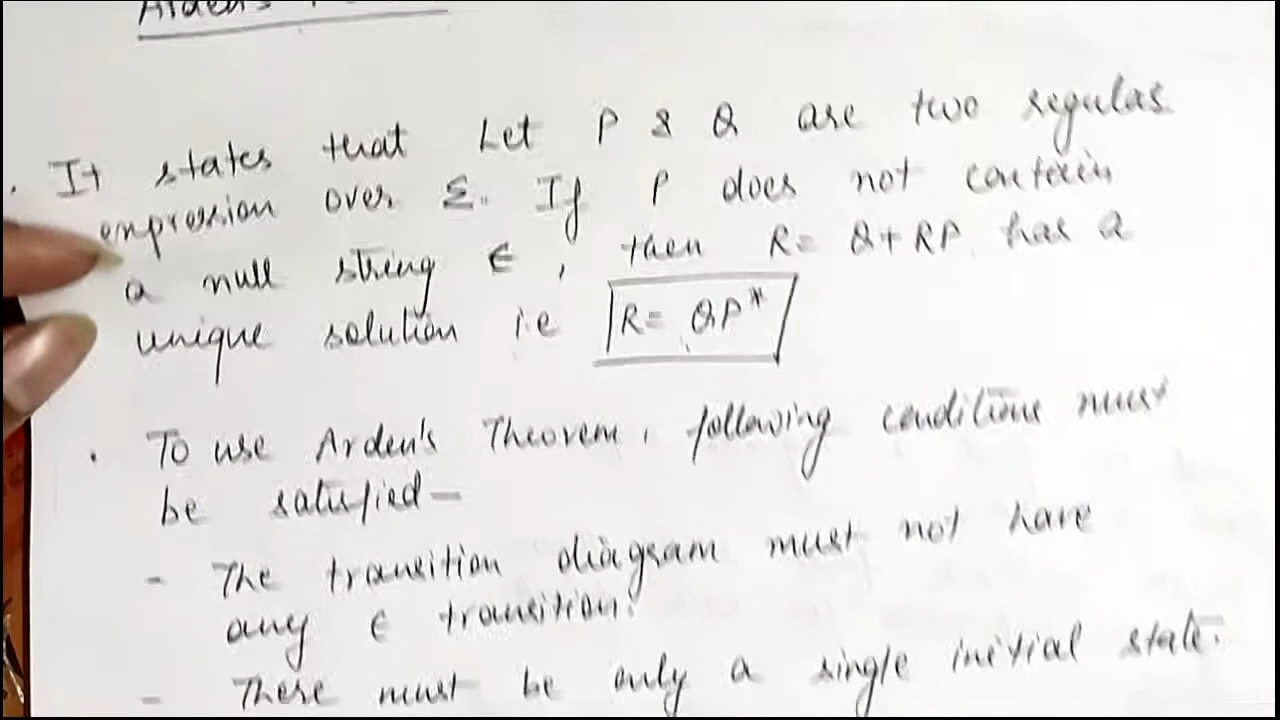 Arden's
. It states that Let P & Q are two regular
expression over Σ. If P does not contain
a null string ϵ, then R = Q+RP has a
unique solution i.e R = QP*
. To use Arden's Theorem, following conditions must
be satisfied -
- The transition diagram must not have
any ϵ transition.
- There must be only a single initial state.